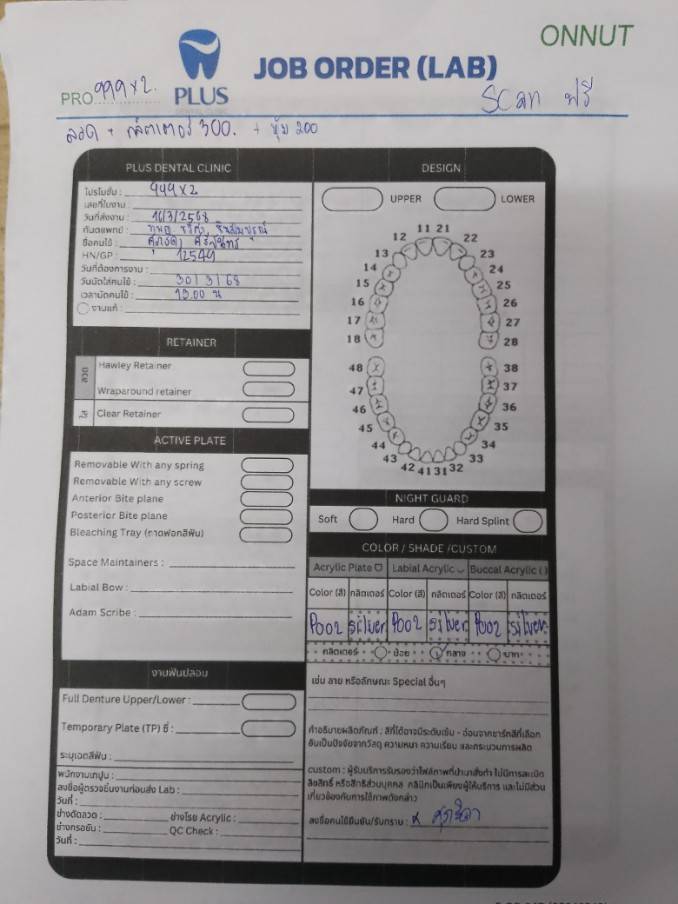 ONNUT
PLUS
JOB ORDER (LAB)
PRO 999x2.
Scan ฟรี
ลวด + กลิตเตอร์ 300. + หุ้ม 200
PLUS DENTAL CLINIC
โปรโมชั่น : 999x2
เลขที่ใบงาน :
วันที่ส่งงาน : 16/3/2568
ทันตแพทย์ :
ชื่อคนไข้ :
HN/GP : 12549
วันที่ต้องการงาน :
วันนัดใส่คนไข้ : 30/3/68
เวลานัดคนไข้ : 13.00 น
งานแก้ :
DESIGN
UPPER
LOWER
11 21
12 22
13 23
14 24
15 25
16 26
17 27
18 28
48 38
47 37
46 36
45 35
44 34
43 33
42 41 31 32
RETAINER
ลวด
Hawley Retainer
Wraparound retainer
ใส
Clear Retainer
ACTIVE PLATE
Removable With any spring
Removable With any screw
Anterior Bite plane
Posterior Bite plane
Bleaching Tray (ถาดฟอกสีฟัน)
Space Maintainers :
Labial Bow :
Adam Scribe :
NIGHT GUARD
Soft Hard Hard Splint
COLOR / SHADE /CUSTOM
Acrylic Plate Labial Acrylic Buccal Acrylic ( )
Color (สี) กลิตเตอร์ Color (สี) กลิตเตอร์ Color (สี) กลิตเตอร์
P002 silver P002 silver P002 silver
กลิตเตอร์ น้อย กลาง มาก
เช่น ลาย หรือลักษณะ Special อื่นๆ
งานฟันปลอม
Full Denture Upper/Lower :
Temporary Plate (TP) ซี่ :
ระบุเฉดสีฟัน :
คำอธิบายผลิตภัณฑ์ : สีที่ได้อาจมีระดับเข้ม - อ่อนจากชาร์ทสีที่เลือก
อันเป็นปัจจัยจากวัสดุ ความหนา ความเรียบ และกระบวนการผลิต
custom : ผู้รับบริการรับรองว่าไฟล์ภาพที่นำมาสั่งทำ ไม่มีการละเมิด
ลิขสิทธิ์ หรือสิทธิส่วนบุคคล คลินิกเป็นเพียงผู้ให้บริการ และไม่มีส่วน
เกี่ยวข้องกับการใช้ภาพดังกล่าว
ลงชื่อคนไข้ยืนยัน/รับทราบ :
พนักงานเทปูน :
ลงชื่อผู้ตรวจชิ้นงานก่อนส่ง Lab :
วันที่ :
ช่างดัดลวด : ช่างโรย Acrylic :
ช่างกรอขัด : QC Check :
วันที่ :